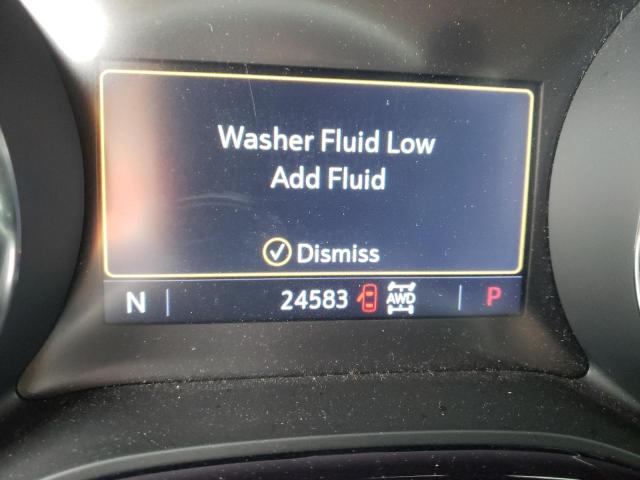 Washer Fluid Low
Add Fluid
Dismiss
N 24583 AWD P